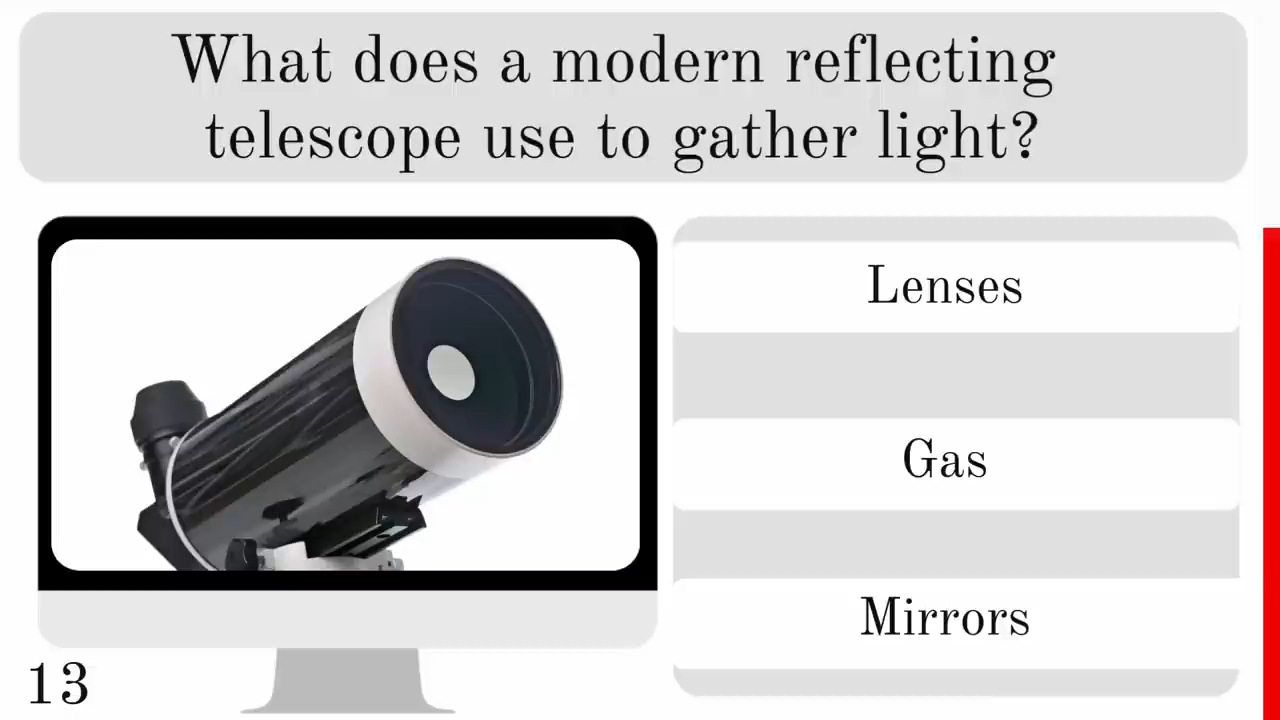 What does a modern reflecting
telescope use to gather light?
Lenses
Gas
Mirrors
13